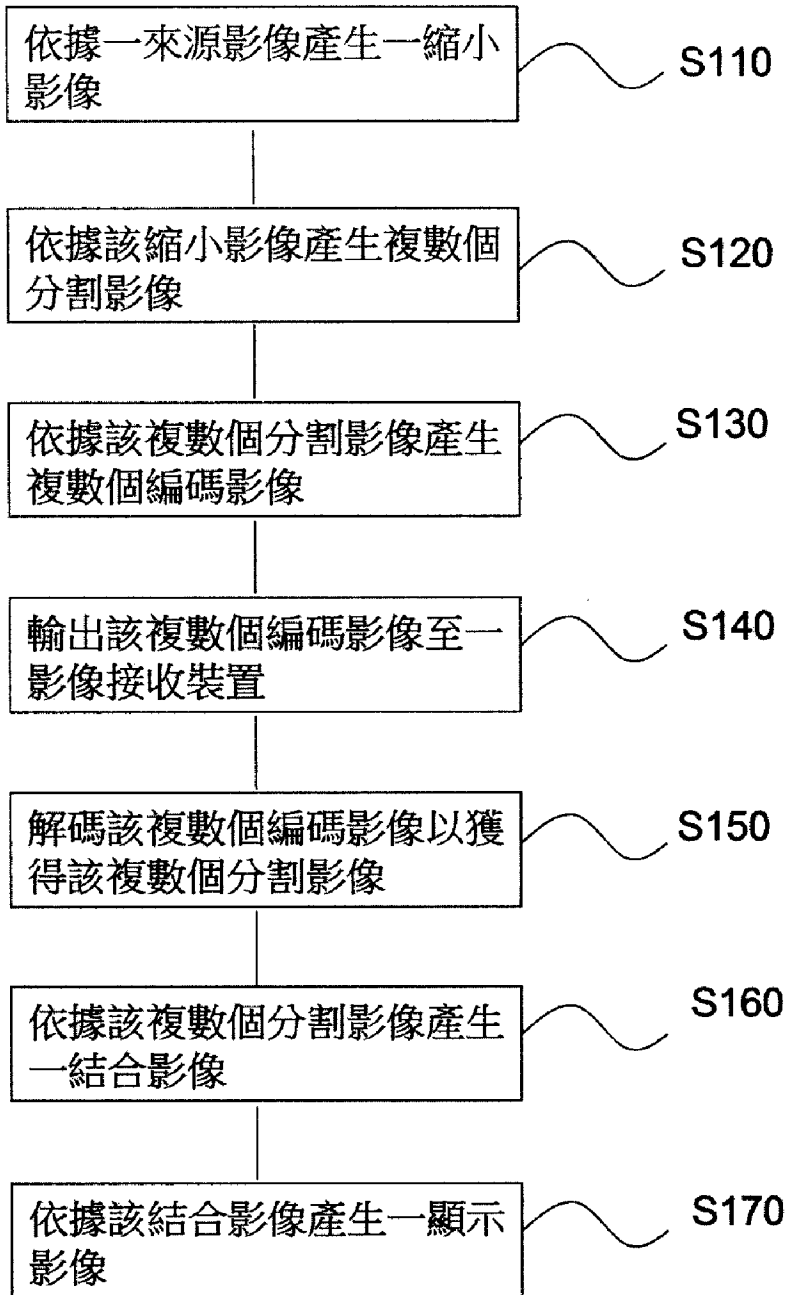 依據一來源影像產生一縮小
影像
S110
依據該縮小影像產生複數個
分割影像
S120
依據該複數個分割影像產生
複數個編碼影像
S130
輸出該複數個編碼影像至一
影像接收裝置
S140
解碼該複數個編碼影像以獲
得該複數個分割影像
S150
依據該複數個分割影像產生
一結合影像
S160
依據該結合影像產生一顯示
影像
S170